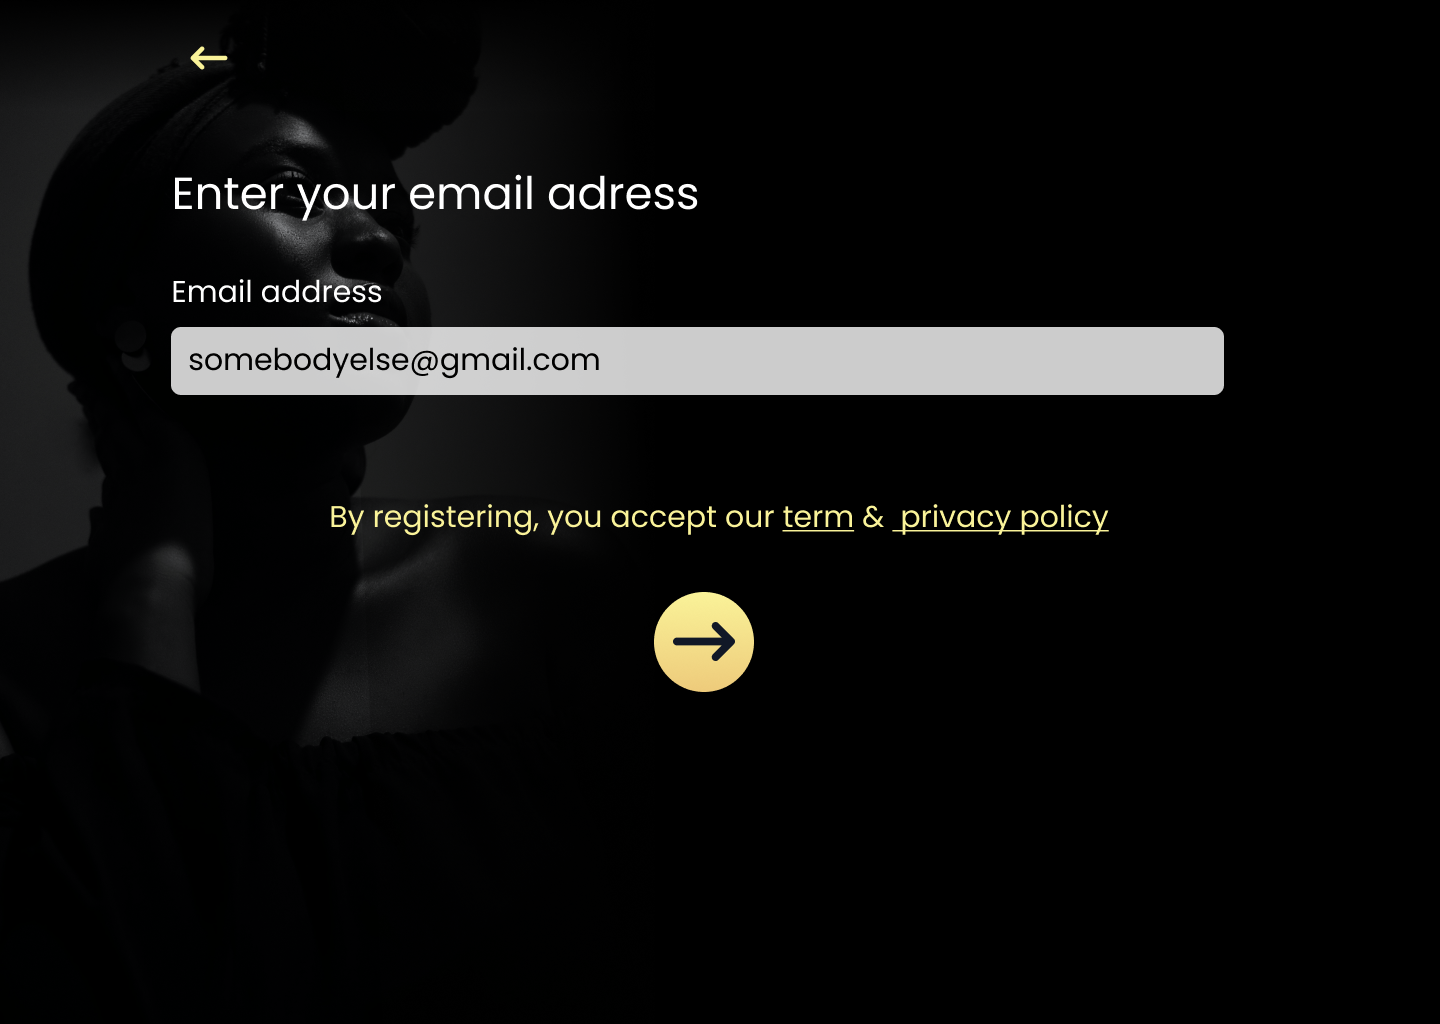 Enter your email adress
Email address
somebodyelse@gmail.com
By registering, you accept our term & privacy policy